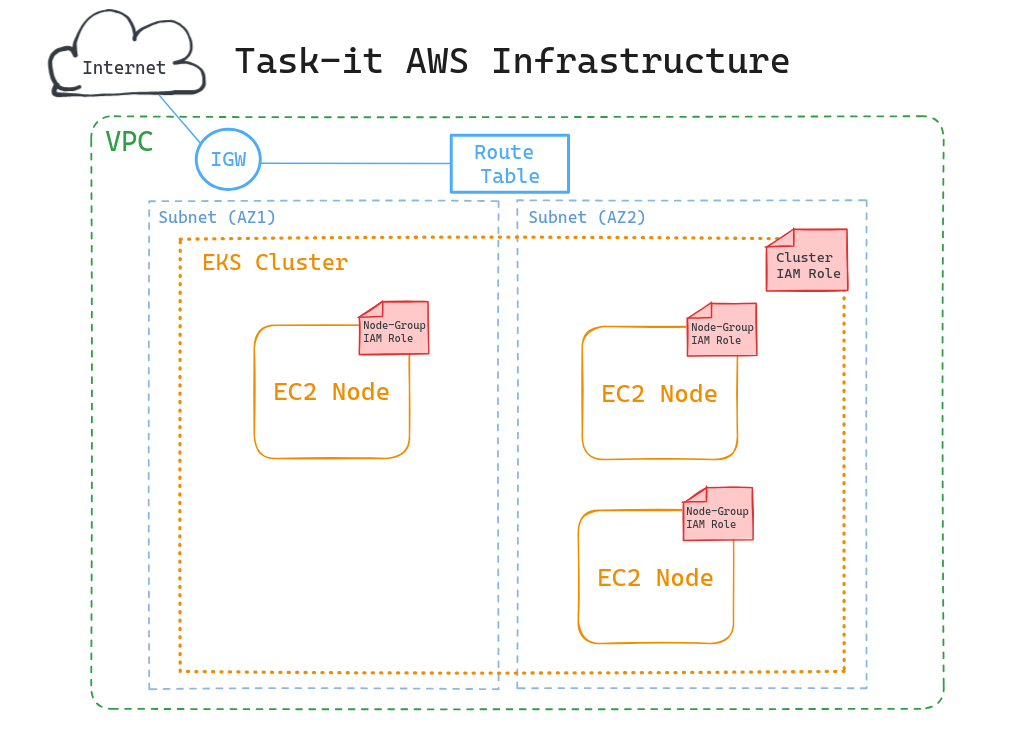 Internet
Task-it AWS Infrastructure
VPC
IGW
Route
Table
Subnet (AZ1)
Subnet (AZ2)
Cluster
IAM Role
EKS Cluster
Node-Group
IAM Role
EC2 Node
Node-Group
IAM Role
EC2 Node
Node-Group
IAM Role
EC2 Node